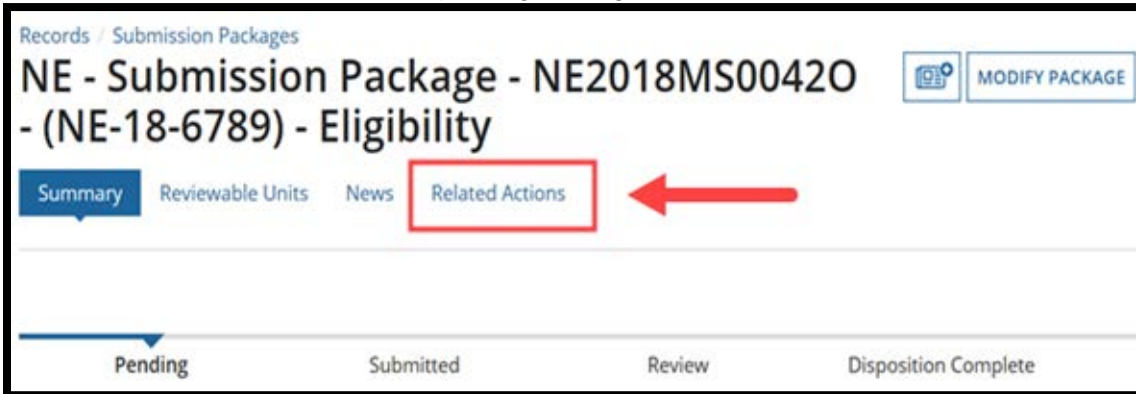 Records / Submission Packages
NE - Submission Package - NE2018MS0042O
- (NE-18-6789) - Eligibility
MODIFY PACKAGE
Summary Reviewable Units News Related Actions
Pending Submitted Review Disposition Complete